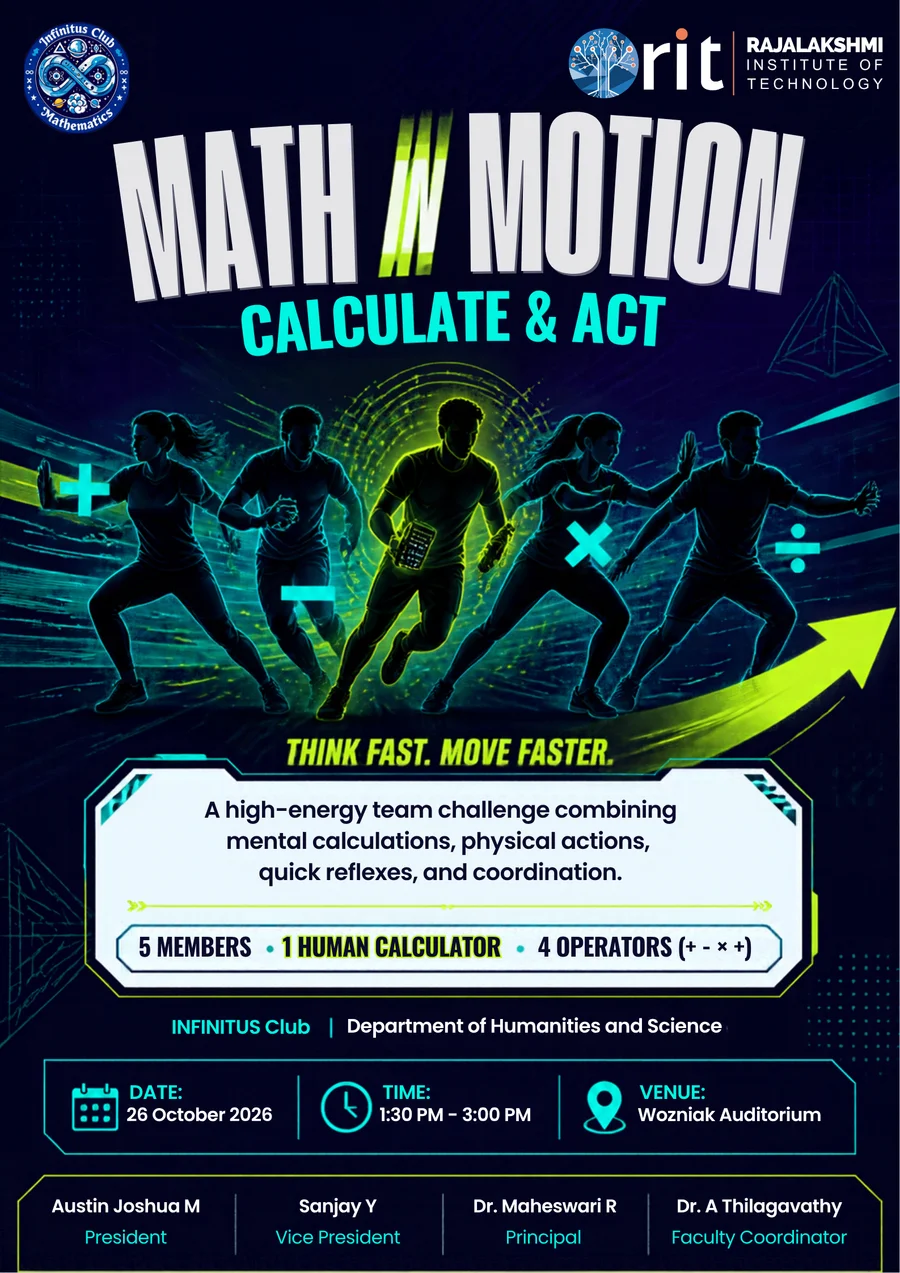 Infinitus Club
Mathematics
rit
RAJALAKSHMI
INSTITUTE OF
TECHNOLOGY
MATH IN MOTION
CALCULATE & ACT
+
−
×
÷
THINK FAST. MOVE FASTER.
A high-energy team challenge combining
mental calculations, physical actions,
quick reflexes, and coordination.
5 MEMBERS • 1 HUMAN CALCULATOR • 4 OPERATORS (+ - × +)
INFINITUS Club | Department of Humanities and Science
DATE:
26 October 2026
TIME:
1:30 PM – 3:00 PM
VENUE:
Wozniak Auditorium
Austin Joshua M
President
Sanjay Y
Vice President
Dr. Maheswari R
Principal
Dr. A Thilagavathy
Faculty Coordinator